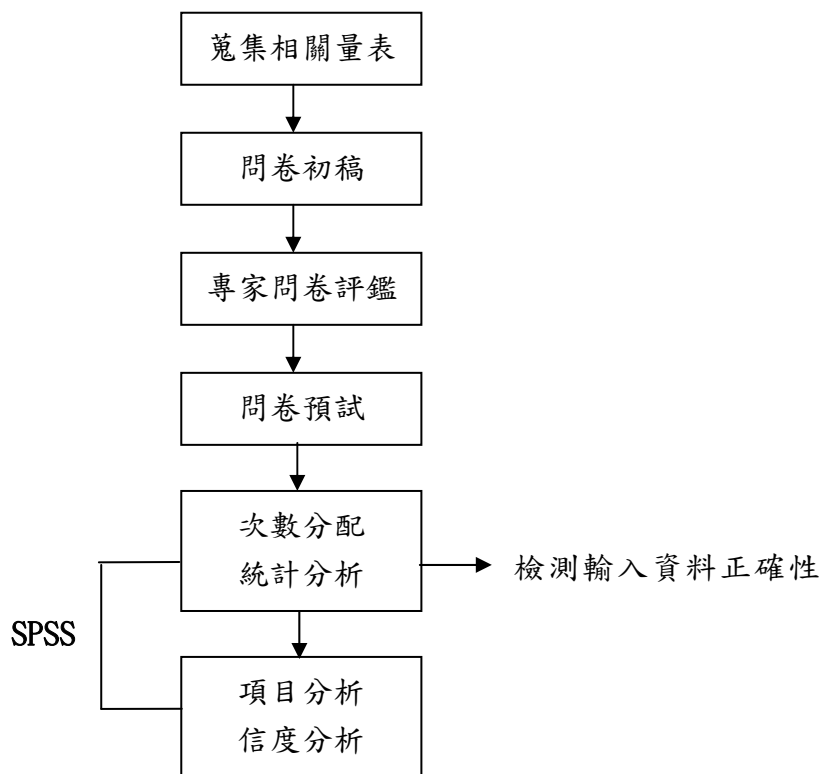 蒐集相關量表
問卷初稿
專家問卷評鑑
問卷預試
次數分配
統計分析
檢測輸入資料正確性
SPSS
項目分析
信度分析